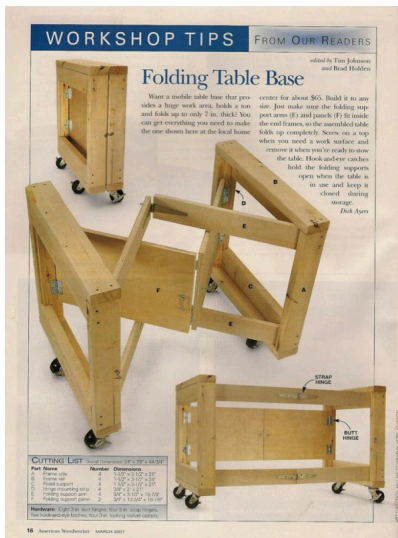 WORKSHOP TIPS
FROM OUR READERS
edited by Tim Johnson
and Brad Holden
Folding Table Base
Want a mobile table base that pro-
vides a huge work area, holds a ton
and folds up to only 7 in. thick? You
can get everything you need to make
the one shown here at the local home
center for about $65. Build it to any
size. Just make sure the folding sup-
port arms (E) and panels (F) fit inside
the end frames, so the assembled table
folds up completely. Screw on a top
when you need a work surface and
remove it when you're ready to stow
the table. Hook-and-eye catches
hold the folding supports
open when the table is
in use and keep it
closed during
storage.
Dick Ayers
B
D
E
F
C
A
E
STRAP
HINGE
BUTT
HINGE
CUTTING LIST
Part Name Number Dimensions
A Frame stile 4
B Frame rail 4
C Panel support 4
D Hinge mounting strip 4
E Folding support arm 4
F Folding support panel 2
Hardware:
16 American Woodworker MARCH 2007